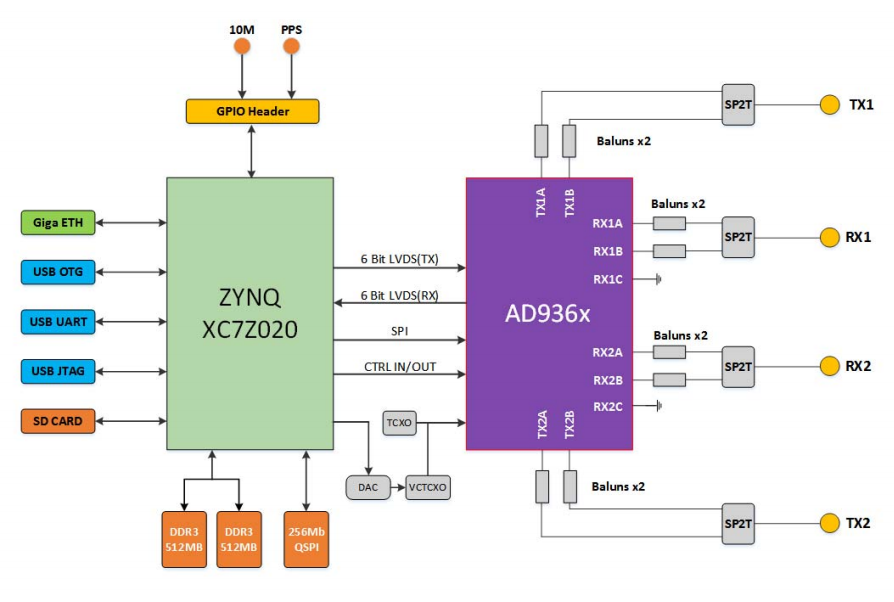 10M
PPS
GPIO Header
SP2T
TX1
Baluns x2
TX1A
TX1B
Baluns x2
Giga ETH
RX1A
SP2T
RX1
6 Bit LVDS(TX)
RX1B
USB OTG
RX1C
ZYNQ
XC7Z020
6 Bit LVDS(RX)
AD936x
USB UART
SPI
Baluns x2
RX2A
USB JTAG
CTRL IN/OUT
SP2T
RX2
RX2B
RX2C
SD CARD
TCXO
TX2A
TX2B
DAC
VCTCXO
Baluns x2
DDR3
512MB
DDR3
512MB
256Mb
QSPI
SP2T
TX2